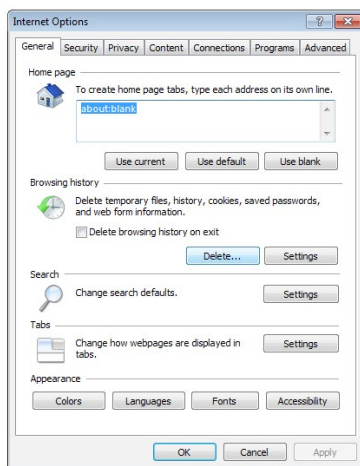 Internet Options
General Security Privacy Content Connections Programs Advanced
Home page
To create home page tabs, type each address on its own line.
about:blank
Use current Use default Use blank
Browsing history
Delete temporary files, history, cookies, saved passwords,
and web form information.
Delete browsing history on exit
Delete... Settings
Search
Change search defaults. Settings
Tabs
Change how webpages are displayed in
tabs. Settings
Appearance
Colors Languages Fonts Accessibility
OK Cancel Apply